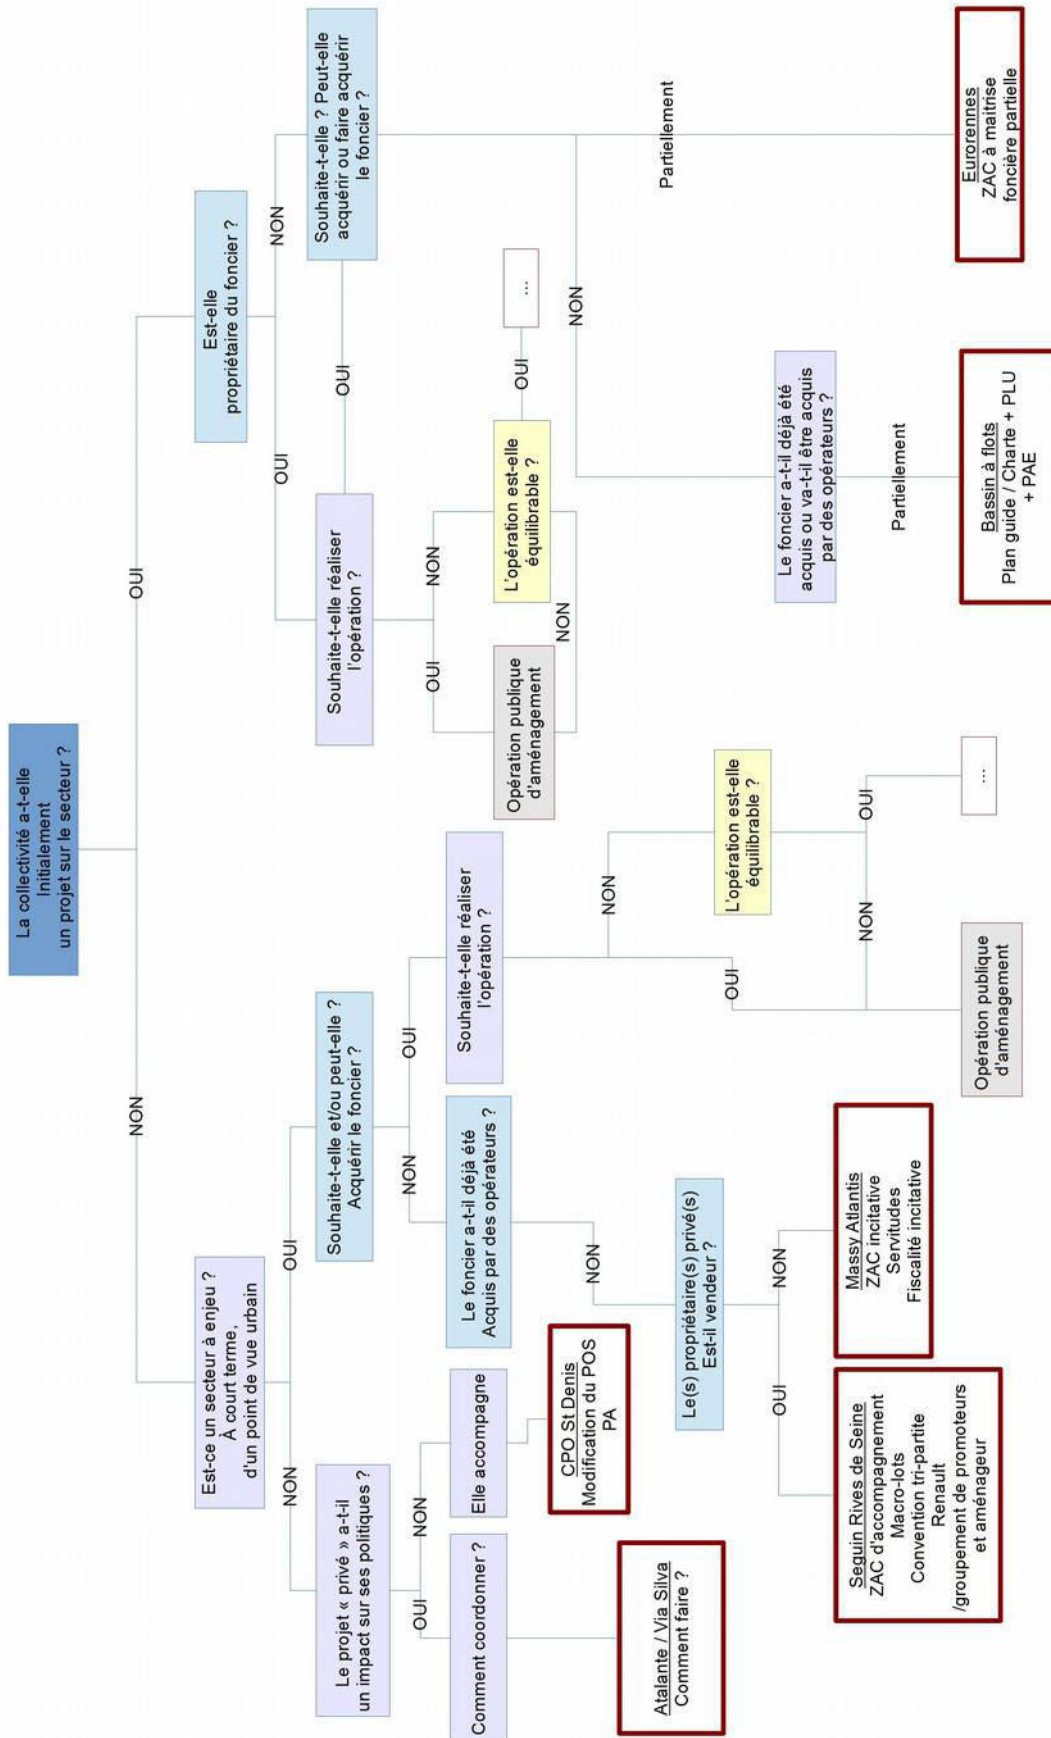 La collectivité a-t-elle
Initialement
un projet sur le secteur ?
NON
OUI
Est-ce un secteur à enjeu ?
À court terme,
d'un point de vue urbain
NON
OUI
Le projet « privé » a-t-il
un impact sur ses politiques ?
OUI
NON
Comment coordonner ?
Elle accompagne
Atalante / Via Silva
Comment faire ?
CPO St Denis
Modification du POS
PA
Souhaite-t-elle et/ou peut-elle ?
Acquérir le foncier ?
NON
OUI
Le foncier a-t-il déjà été
Acquis par des opérateurs ?
NON
Le(s) propriétaire(s) privé(s)
Est-il vendeur ?
OUI
NON
Seguin Rives de Seine
ZAC d'accompagnement
Macro-lots
Convention tri-partite
Renault
/groupement de promoteurs
et aménageur
Massy Atlantis
ZAC incitative
Servitudes
Fiscalité incitative
Souhaite-t-elle réaliser
l'opération ?
OUI
NON
L'opération est-elle
équilibrable ?
NON
OUI
Opération publique
d'aménagement
...
Est-elle
propriétaire du foncier ?
OUI
NON
Souhaite-t-elle réaliser
l'opération ?
OUI
Souhaite-t-elle ? Peut-elle
acquérir ou faire acquérir
le foncier ?
OUI
NON
Opération publique
d'aménagement
L'opération est-elle
équilibrable ?
OUI
...
NON
NON
Partiellement
Le foncier a-t-il déjà été
acquis ou va-t-il être acquis
par des opérateurs ?
Partiellement
Bassin à flots
Plan guide / Charte + PLU
+ PAE
Eurorennes
ZAC à maitrise
foncière partielle